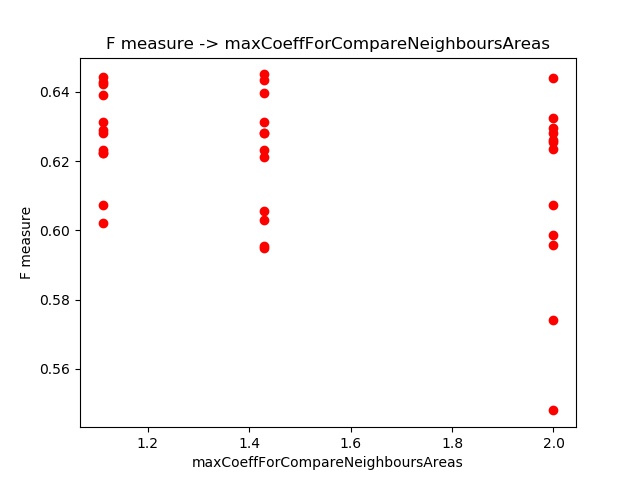 F measure -> maxCoeffForCompareNeighboursAreas
0.64
0.62
0.60
0.58
0.56
F measure
1.2 1.4 1.6 1.8 2.0
maxCoeffForCompareNeighboursAreas